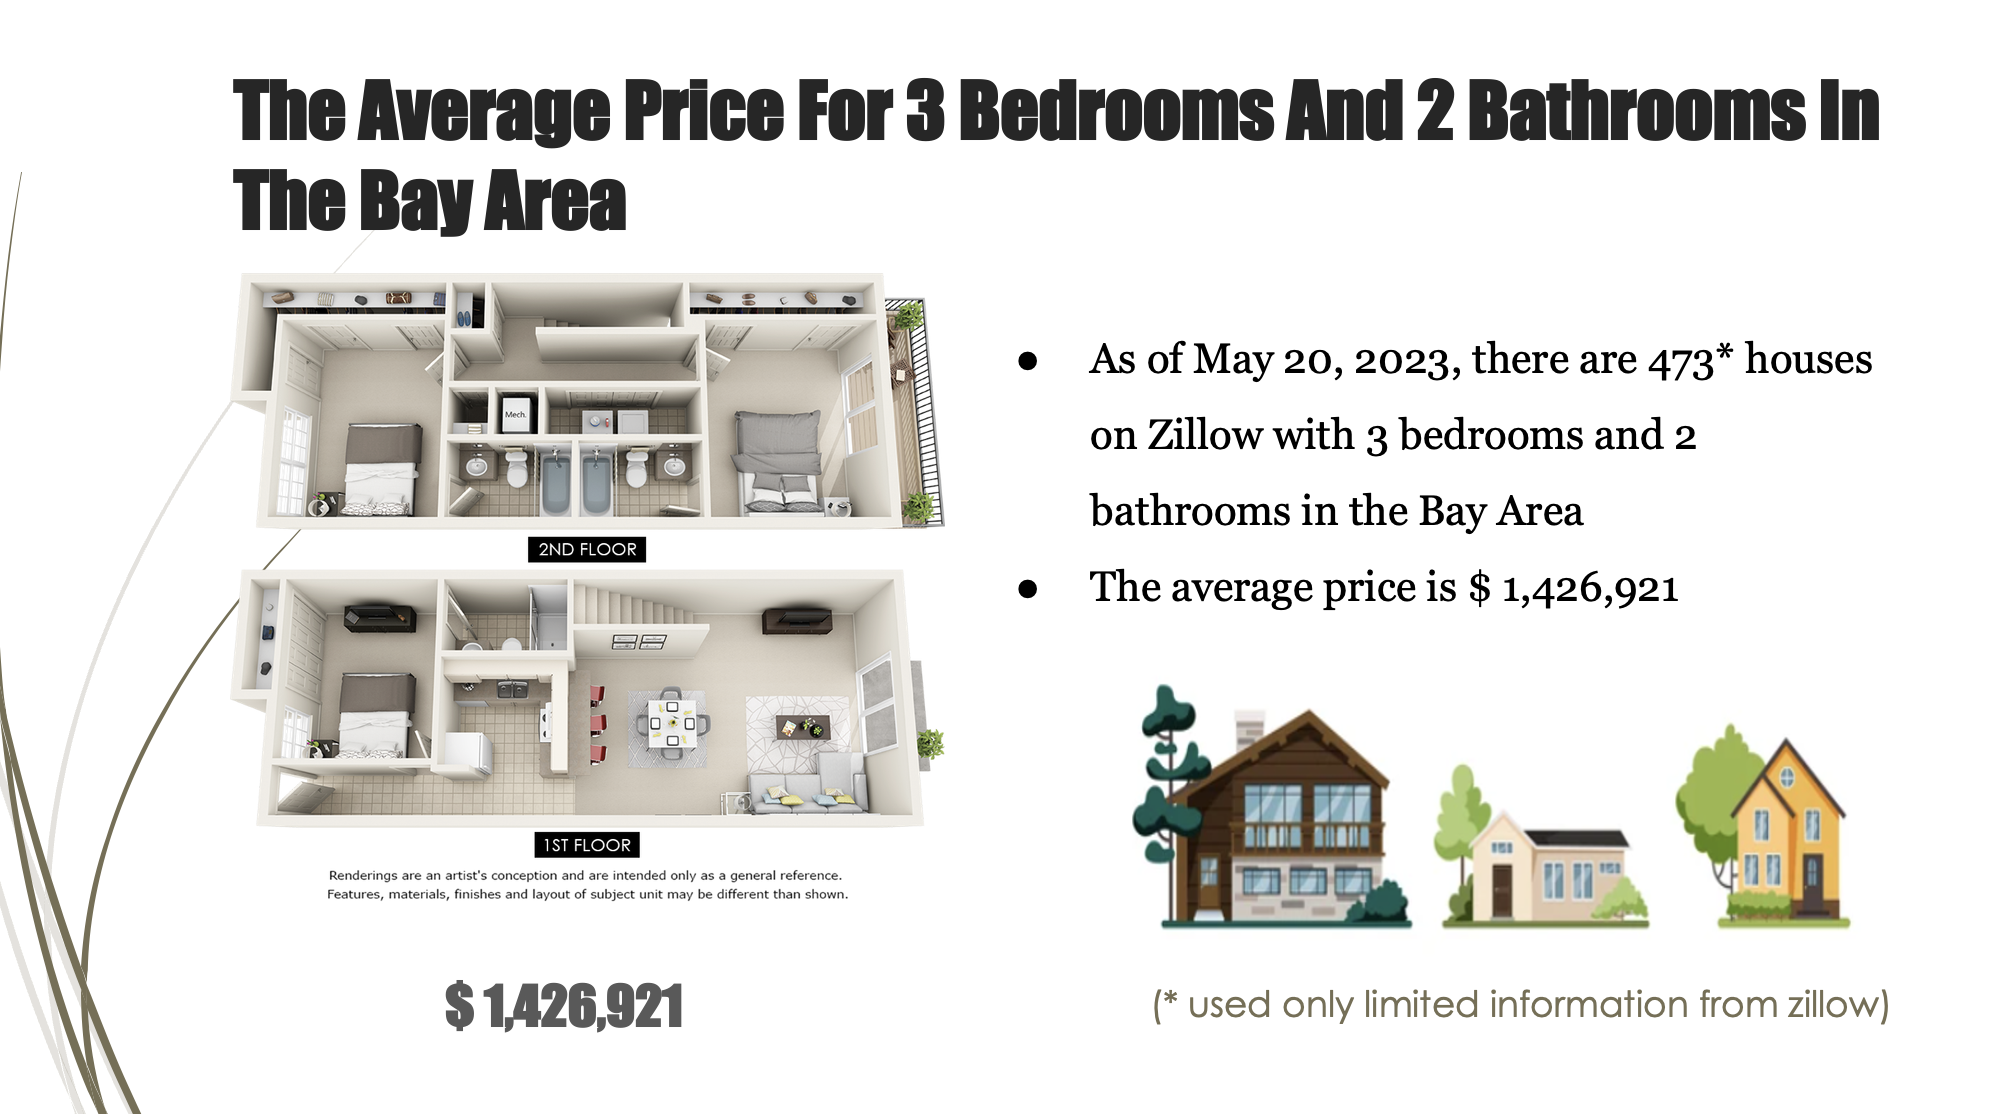 The Average Price For 3 Bedrooms And 2 Bathrooms In
The Bay Area
Mech.
2ND FLOOR
1ST FLOOR
Renderings are an artist's conception and are intended only as a general reference.
Features, materials, finishes and layout of subject unit may be different than shown.
$ 1,426,921
● As of May 20, 2023, there are 473* houses
on Zillow with 3 bedrooms and 2
bathrooms in the Bay Area
● The average price is $ 1,426,921
(* used only limited information from zillow)